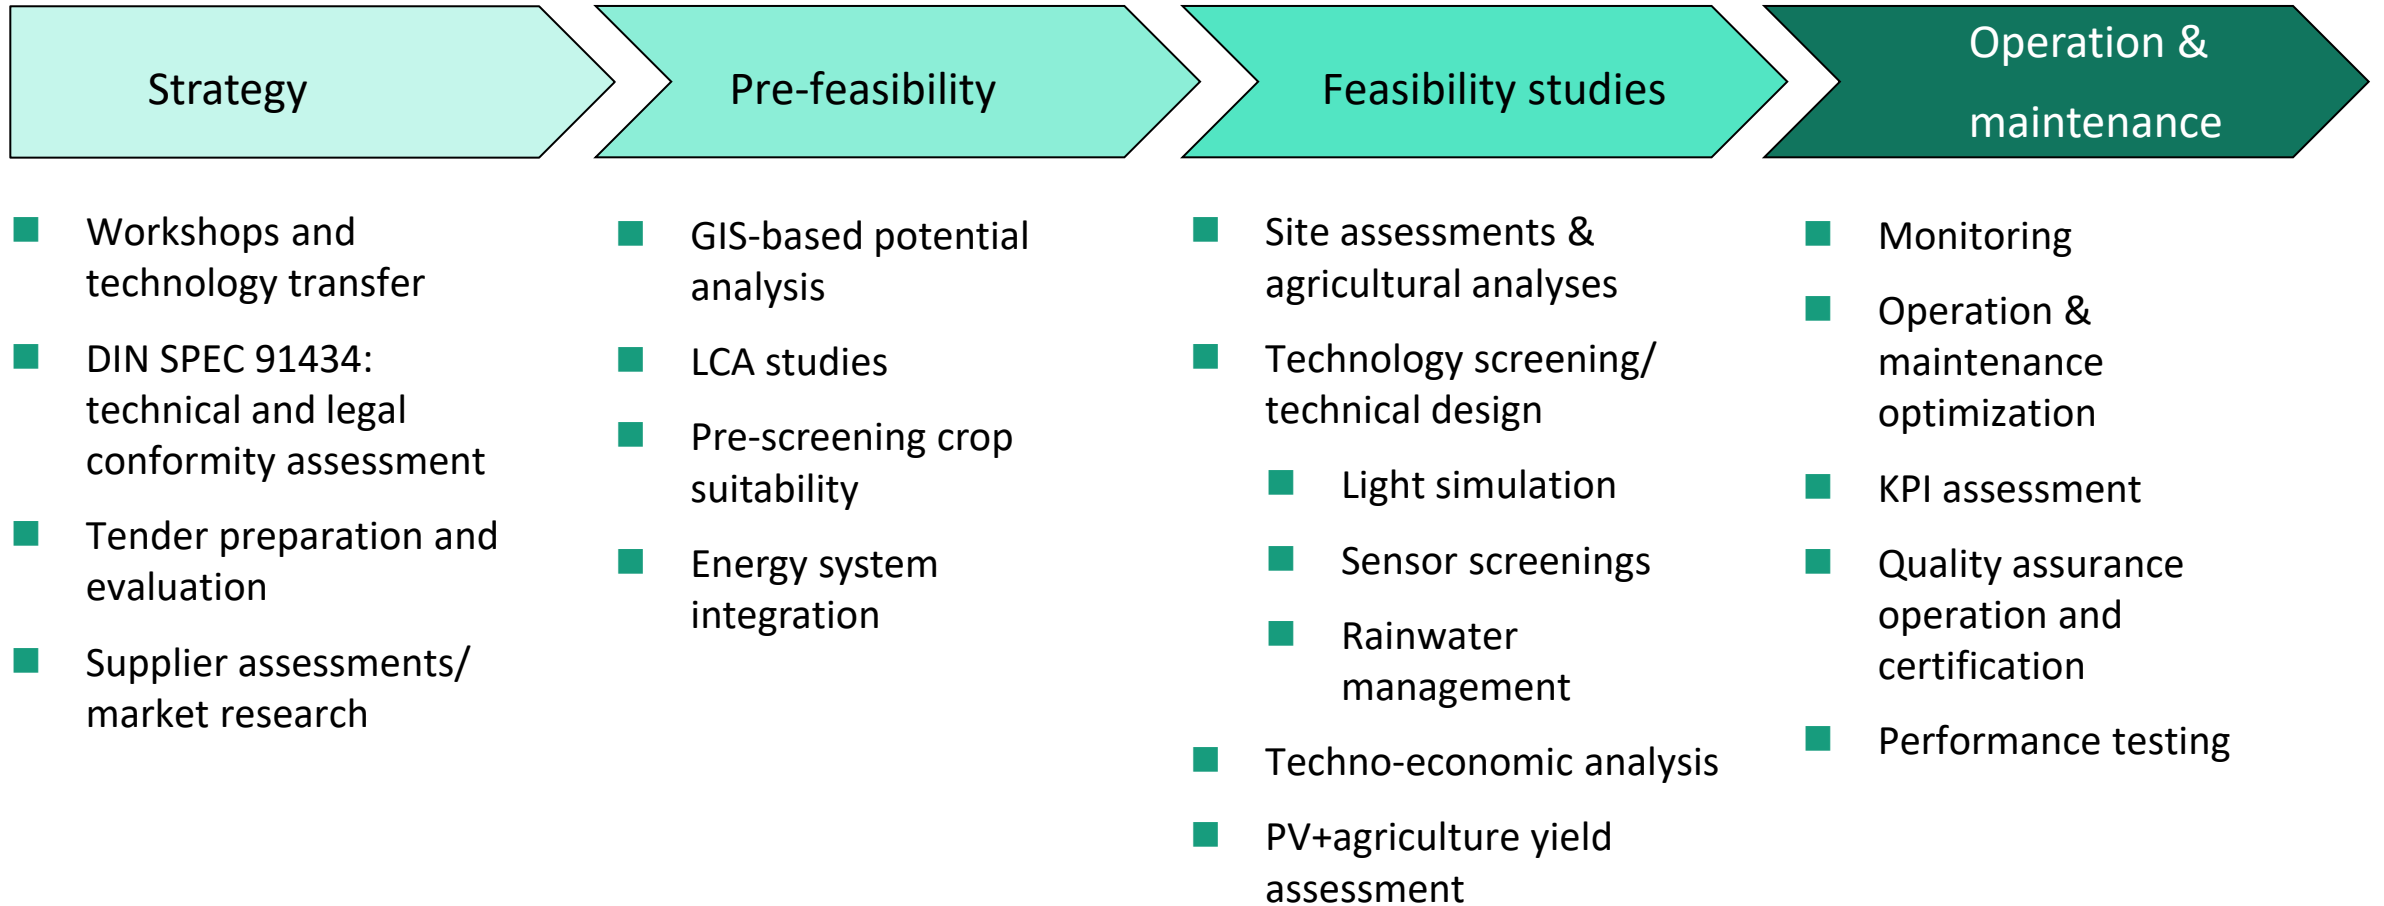 Strategy
Pre-feasibility
Feasibility studies
Operation &
maintenance
Workshops and
technology transfer
DIN SPEC 91434:
technical and legal
conformity assessment
Tender preparation and
evaluation
Supplier assessments/
market research
GIS-based potential
analysis
LCA studies
Pre-screening crop
suitability
Energy system
integration
Site assessments &
agricultural analyses
Technology screening/
technical design
Light simulation
Sensor screenings
Rainwater
management
Techno-economic analysis
PV+agriculture yield
assessment
Monitoring
Operation &
maintenance
optimization
KPI assessment
Quality assurance
operation and
certification
Performance testing